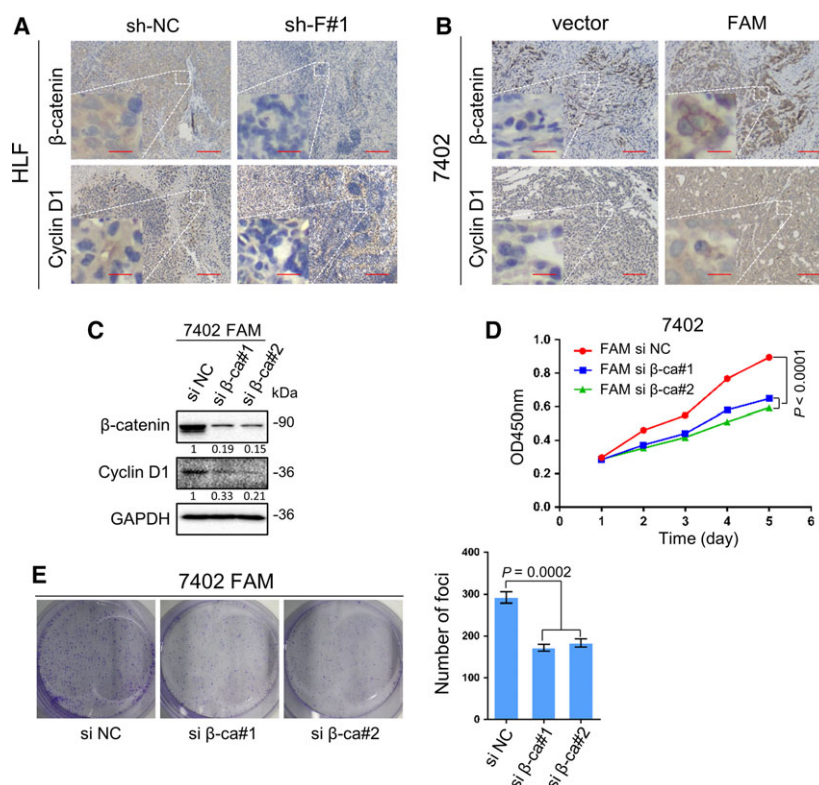 A
sh-NC
sh-F#1
HLF
β-catenin
Cyclin D1
B
vector
FAM
7402
β-catenin
Cyclin D1
C
7402 FAM
si NC
si β-ca#1
si β-ca#2
kDa
β-catenin
-90
1 0.19 0.15
Cyclin D1
-36
1 0.33 0.21
GAPDH
-36
D
7402
FAM si NC
FAM si β-ca#1
FAM si β-ca#2
P < 0.0001
OD450nm
1.0
0.8
0.6
0.4
0.2
0.0
0 1 2 3 4 5 6
Time (day)
E
7402 FAM
si NC
si β-ca#1
si β-ca#2
Number of foci
300
200
100
0
P = 0.0002
si NC
si β-ca#1
si β-ca#2